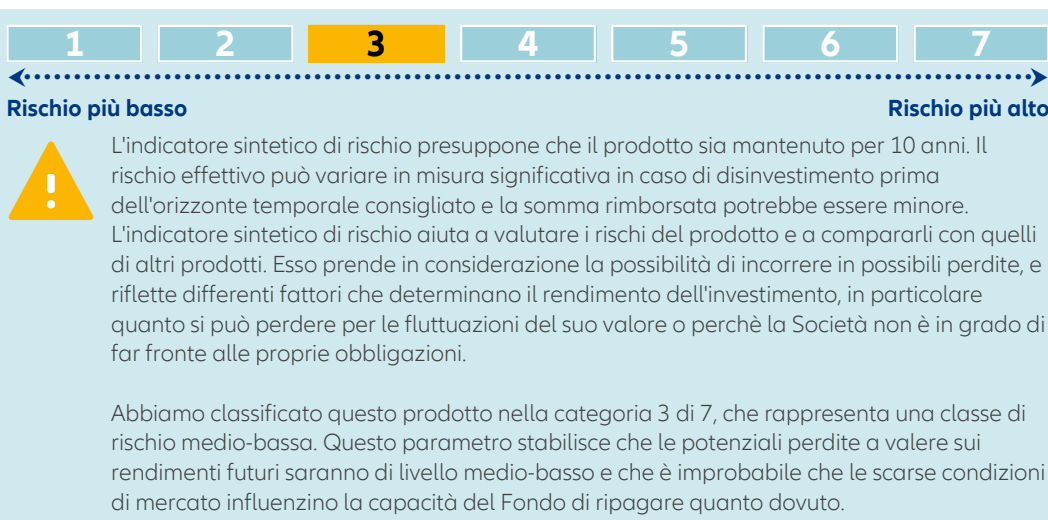 1 2 3 4 5 6 7
Rischio più basso Rischio più alto
L'indicatore sintetico di rischio presuppone che il prodotto sia mantenuto per 10 anni. Il
rischio effettivo può variare in misura significativa in caso di disinvestimento prima
dell'orizzonte temporale consigliato e la somma rimborsata potrebbe essere minore.
L'indicatore sintetico di rischio aiuta a valutare i rischi del prodotto e a compararli con quelli
di altri prodotti. Esso prende in considerazione la possibilità di incorrere in possibili perdite, e
riflette differenti fattori che determinano il rendimento dell'investimento, in particolare
quanto si può perdere per le fluttuazioni del suo valore o perchè la Società non è in grado di
far fronte alle proprie obbligazioni.
Abbiamo classificato questo prodotto nella categoria 3 di 7, che rappresenta una classe di
rischio medio-bassa. Questo parametro stabilisce che le potenziali perdite a valere sui
rendimenti futuri saranno di livello medio-basso e che è improbabile che le scarse condizioni
di mercato influenzino la capacità del Fondo di ripagare quanto dovuto.